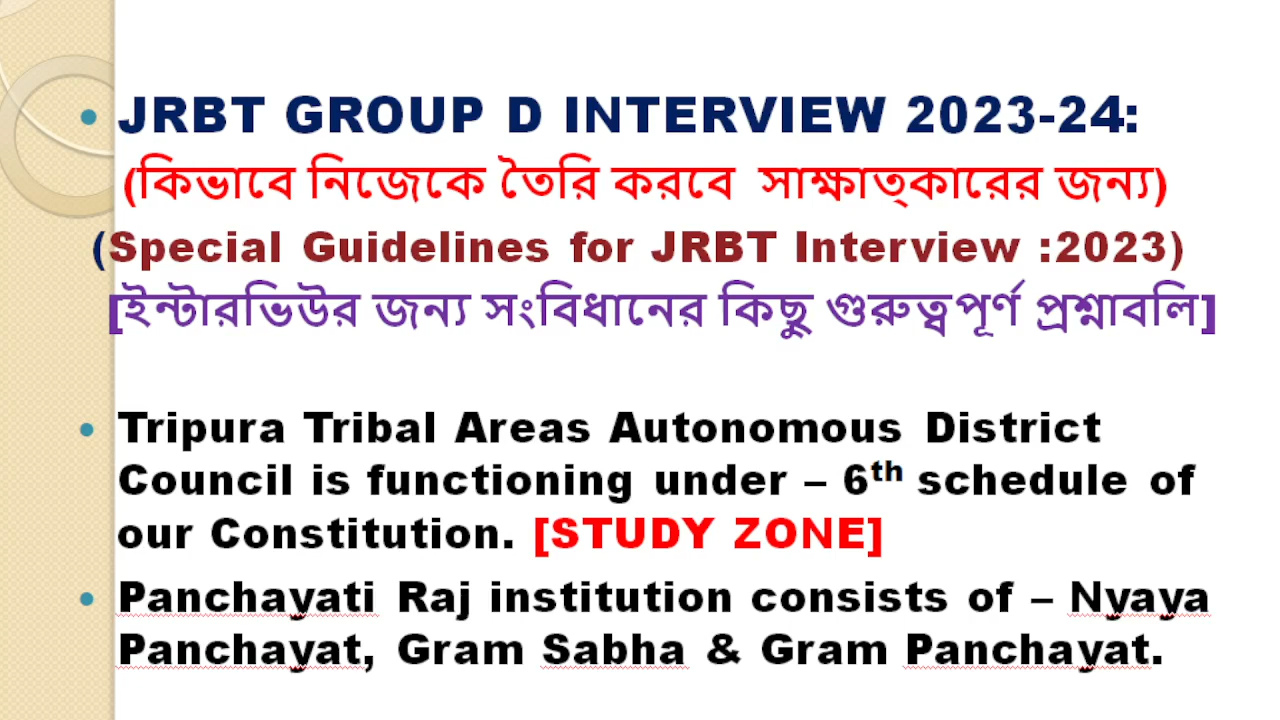 JRBT GROUP D INTERVIEW 2023-24:
(কিভাবে নিজেকে তৈরি করবে সাক্ষাত্কারের জন্য)
(Special Guidelines for JRBT Interview :2023)
[ইন্টারভিউর জন্য সংবিধানের কিছু গুরুত্বপূর্ণ প্রশ্নাবলি]
Tripura Tribal Areas Autonomous District
Council is functioning under – 6th schedule of
our Constitution. [STUDY ZONE]
Panchayati Raj institution consists of – Nyaya
Panchayat, Gram Sabha & Gram Panchayat.